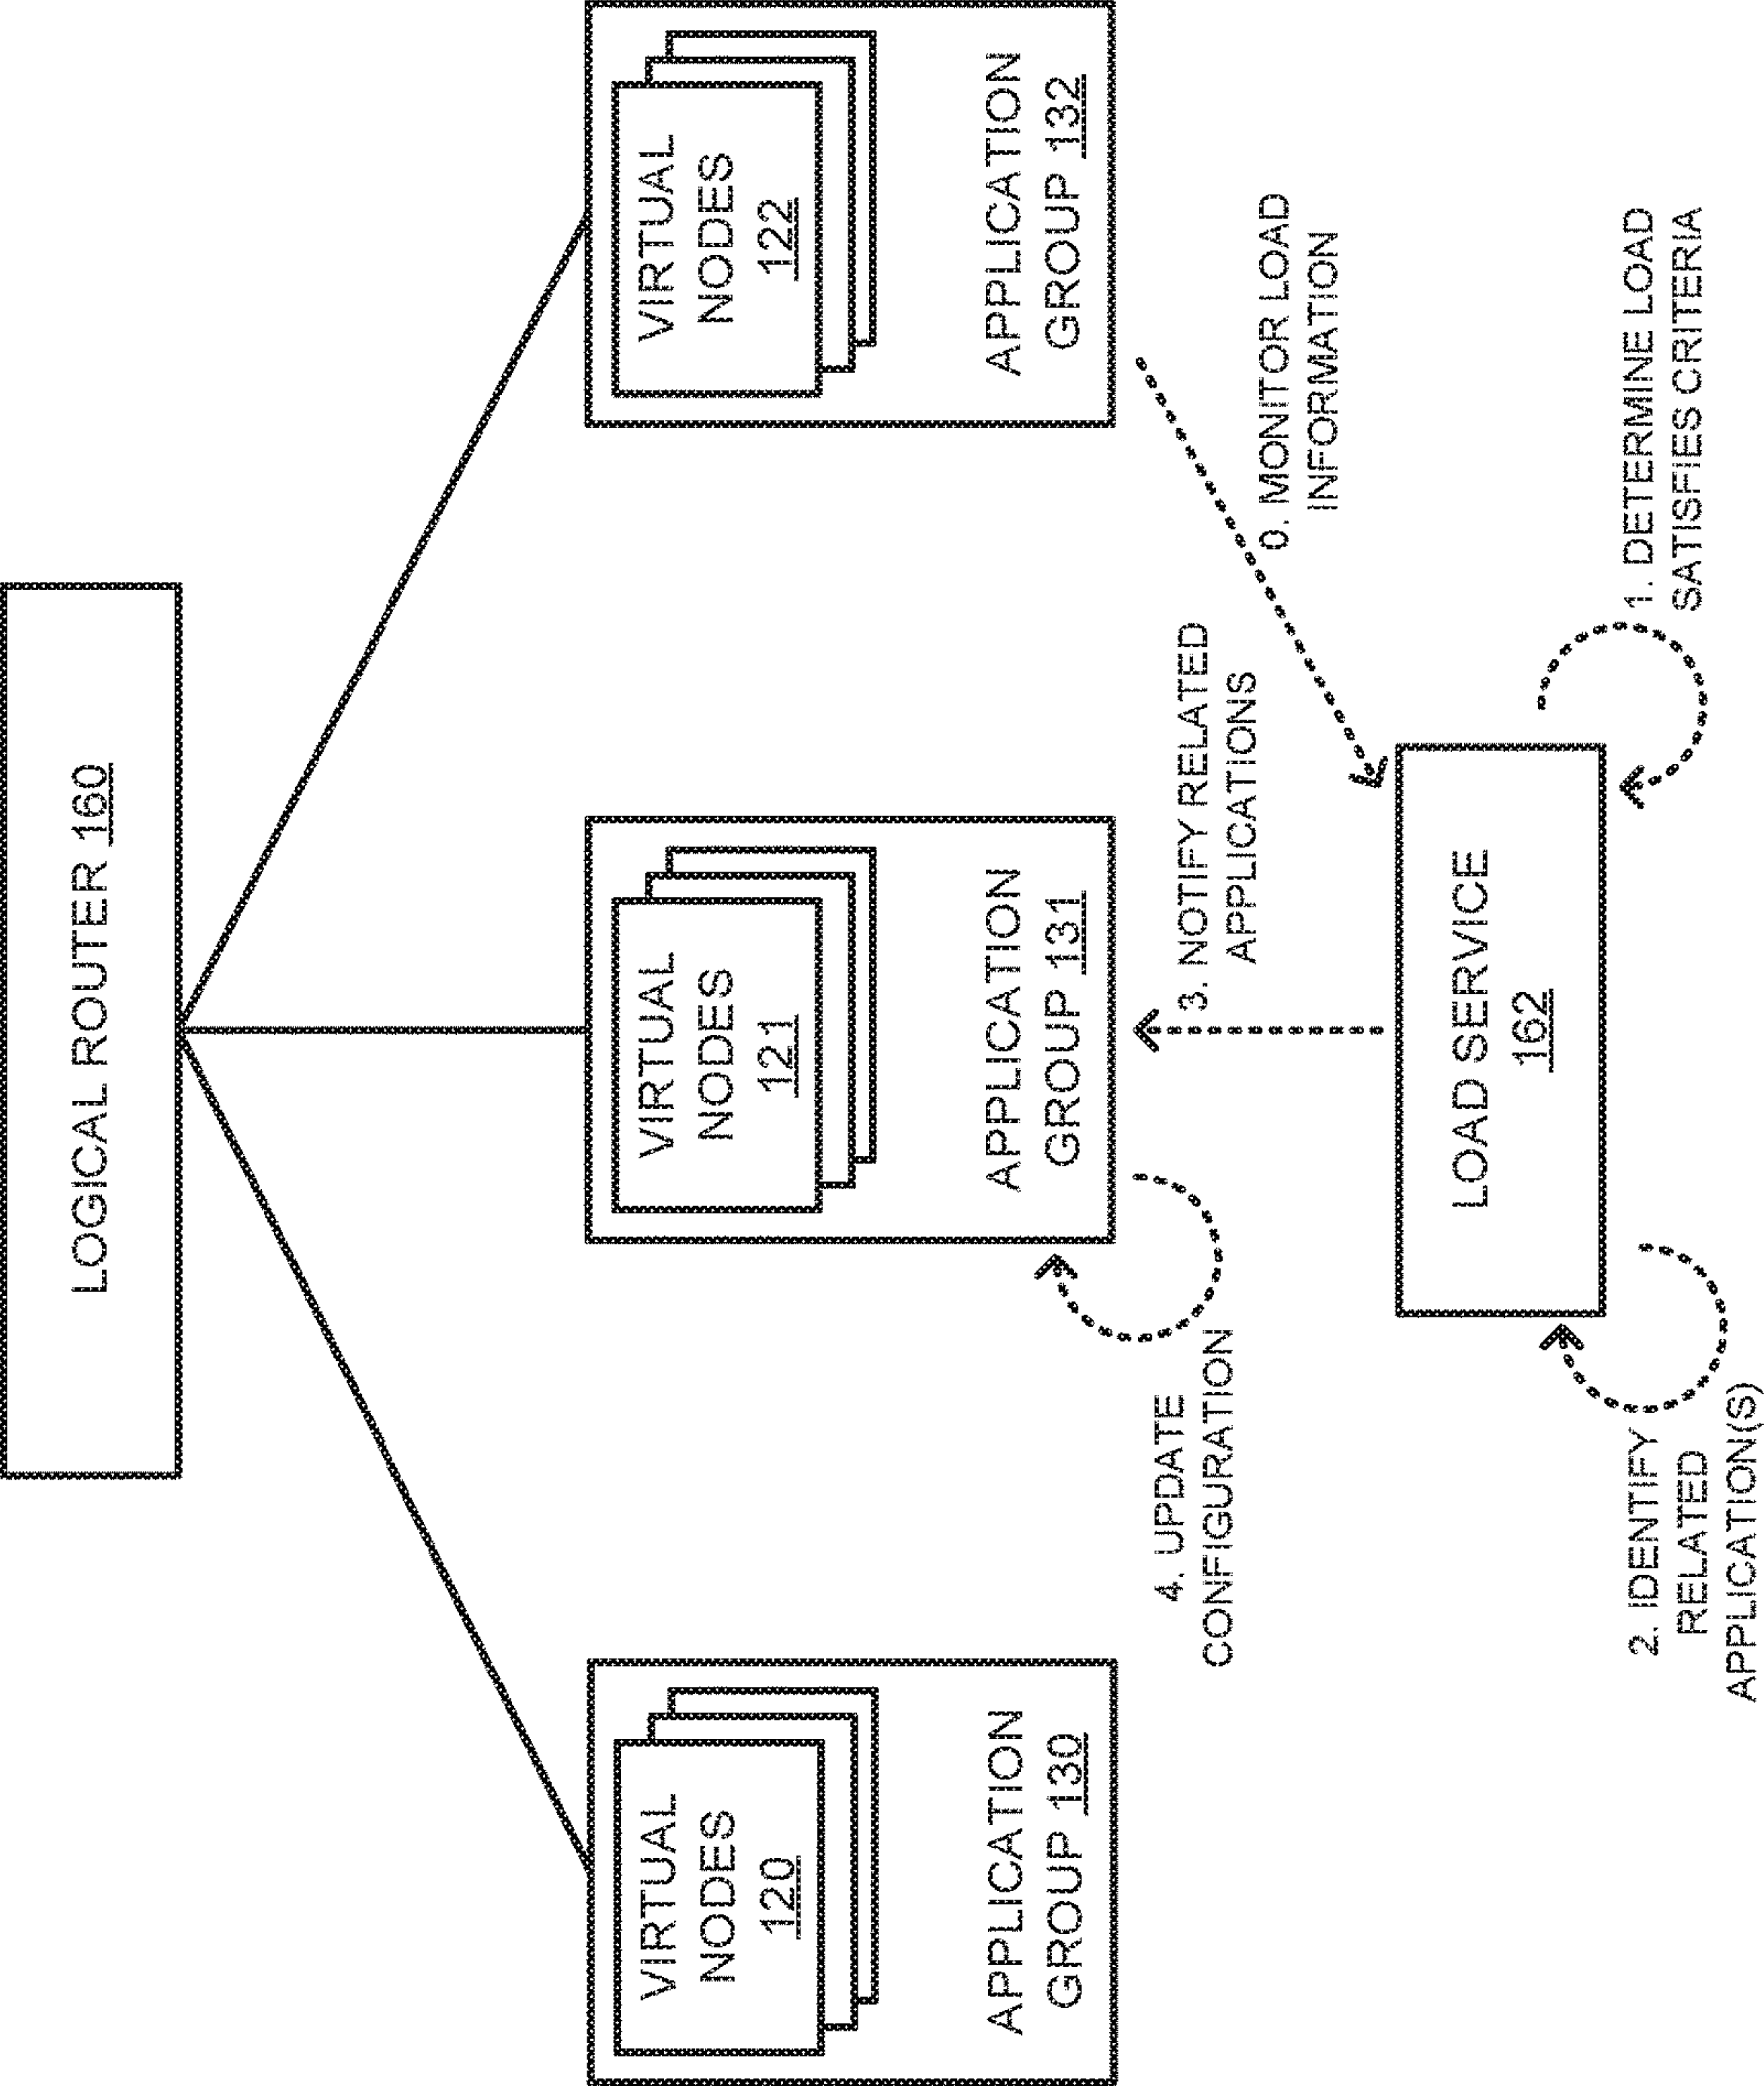 LOGICAL ROUTER 160
VIRTUAL
NODES
120
APPLICATION
GROUP 130
VIRTUAL
NODES
121
APPLICATION
GROUP 131
VIRTUAL
NODES
122
APPLICATION
GROUP 132
4. UPDATE
CONFIGURATION
3. NOTIFY RELATED
APPLICATIONS
0. MONITOR LOAD
INFORMATION
LOAD SERVICE
162
2. IDENTIFY
RELATED
APPLICATION(S)
1. DETERMINE LOAD
SATISFIES CRITERIA